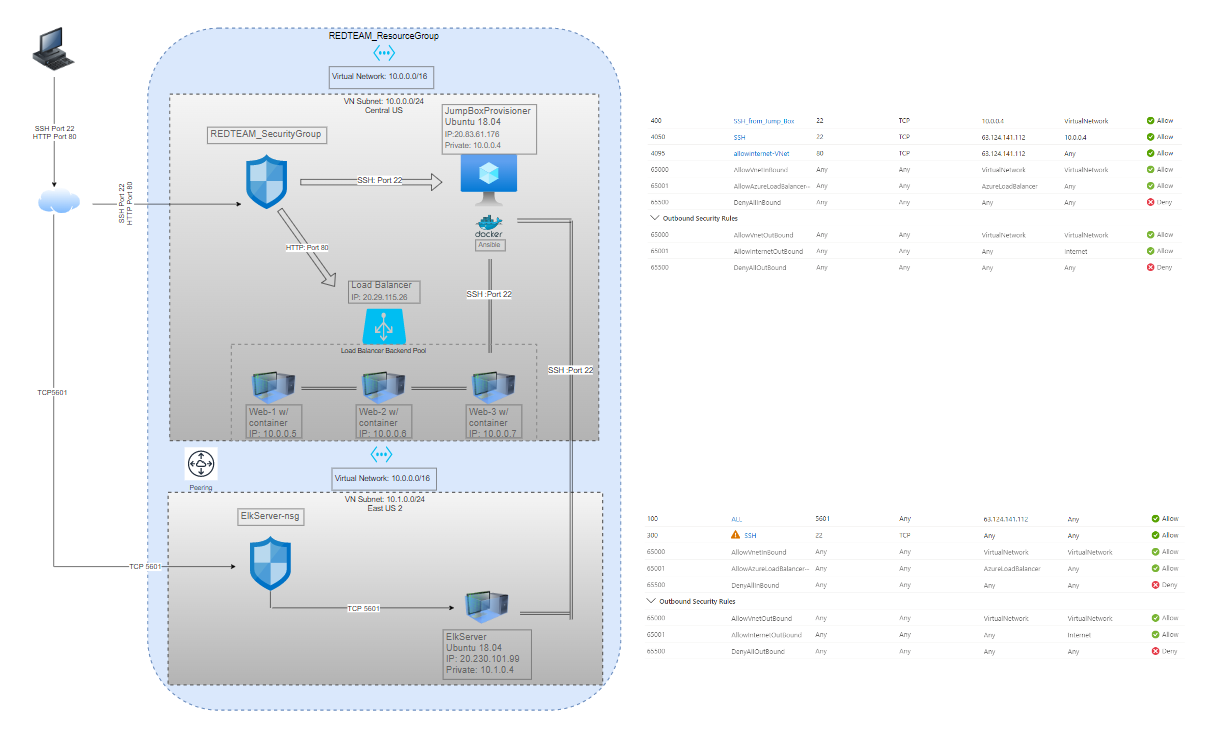 REDTEAM_ResourceGroup
Virtual Network: 10.0.0.0/16
VN Subnet: 10.0.0.0/24
Central US
REDTEAM_SecurityGroup
JumpBoxProvisioner
Ubuntu 18.04
IP:20.83.61.176
Private: 10.0.0.4
SSH Port 22
HTTP Port 80
SSH Port 22
HTTP Port 80
SSH: Port 22
docker
Ansible
HTTP: Port 80
Load Balancer
IP: 20.29.115.26
SSH :Port 22
Load Balancer Backend Pool
SSH :Port 22
Web-1 w/
container
IP: 10.0.0.5
Web-2 w/
container
IP: 10.0.0.6
Web-3 w/
container
IP: 10.0.0.7
TCP5601
Peering
Virtual Network: 10.0.0.0/16
VN Subnet: 10.1.0.0/24
East US 2
ElkServer-nsg
TCP 5601
TCP 5601
ElkServer
Ubuntu 18.04
IP: 20.230.101.99
Private: 10.1.0.4
400 SSH_from_Jump_Box 22 TCP 10.0.0.4 VirtualNetwork Allow
4050 SSH 22 TCP 63.124.141.112 10.0.0.4 Allow
4095 allowinternet-VNet 80 TCP 63.124.141.112 Any Allow
65000 AllowVnetInBound Any Any VirtualNetwork VirtualNetwork Allow
65001 AllowAzureLoadBalancer... Any Any AzureLoadBalancer Any Allow
65500 DenyAllInBound Any Any Any Any Deny
Outbound Security Rules
65000 AllowVnetOutBound Any Any VirtualNetwork VirtualNetwork Allow
65001 AllowInternetOutBound Any Any Any Internet Allow
65500 DenyAllOutBound Any Any Any Any Deny
100 ALL 5601 Any 63.124.141.112 Any Allow
300 SSH 22 TCP Any Any Allow
65000 AllowVnetInBound Any Any VirtualNetwork VirtualNetwork Allow
65001 AllowAzureLoadBalancer... Any Any AzureLoadBalancer Any Allow
65500 DenyAllInBound Any Any Any Any Deny
Outbound Security Rules
65000 AllowVnetOutBound Any Any VirtualNetwork VirtualNetwork Allow
65001 AllowInternetOutBound Any Any Any Internet Allow
65500 DenyAllOutBound Any Any Any Any Deny